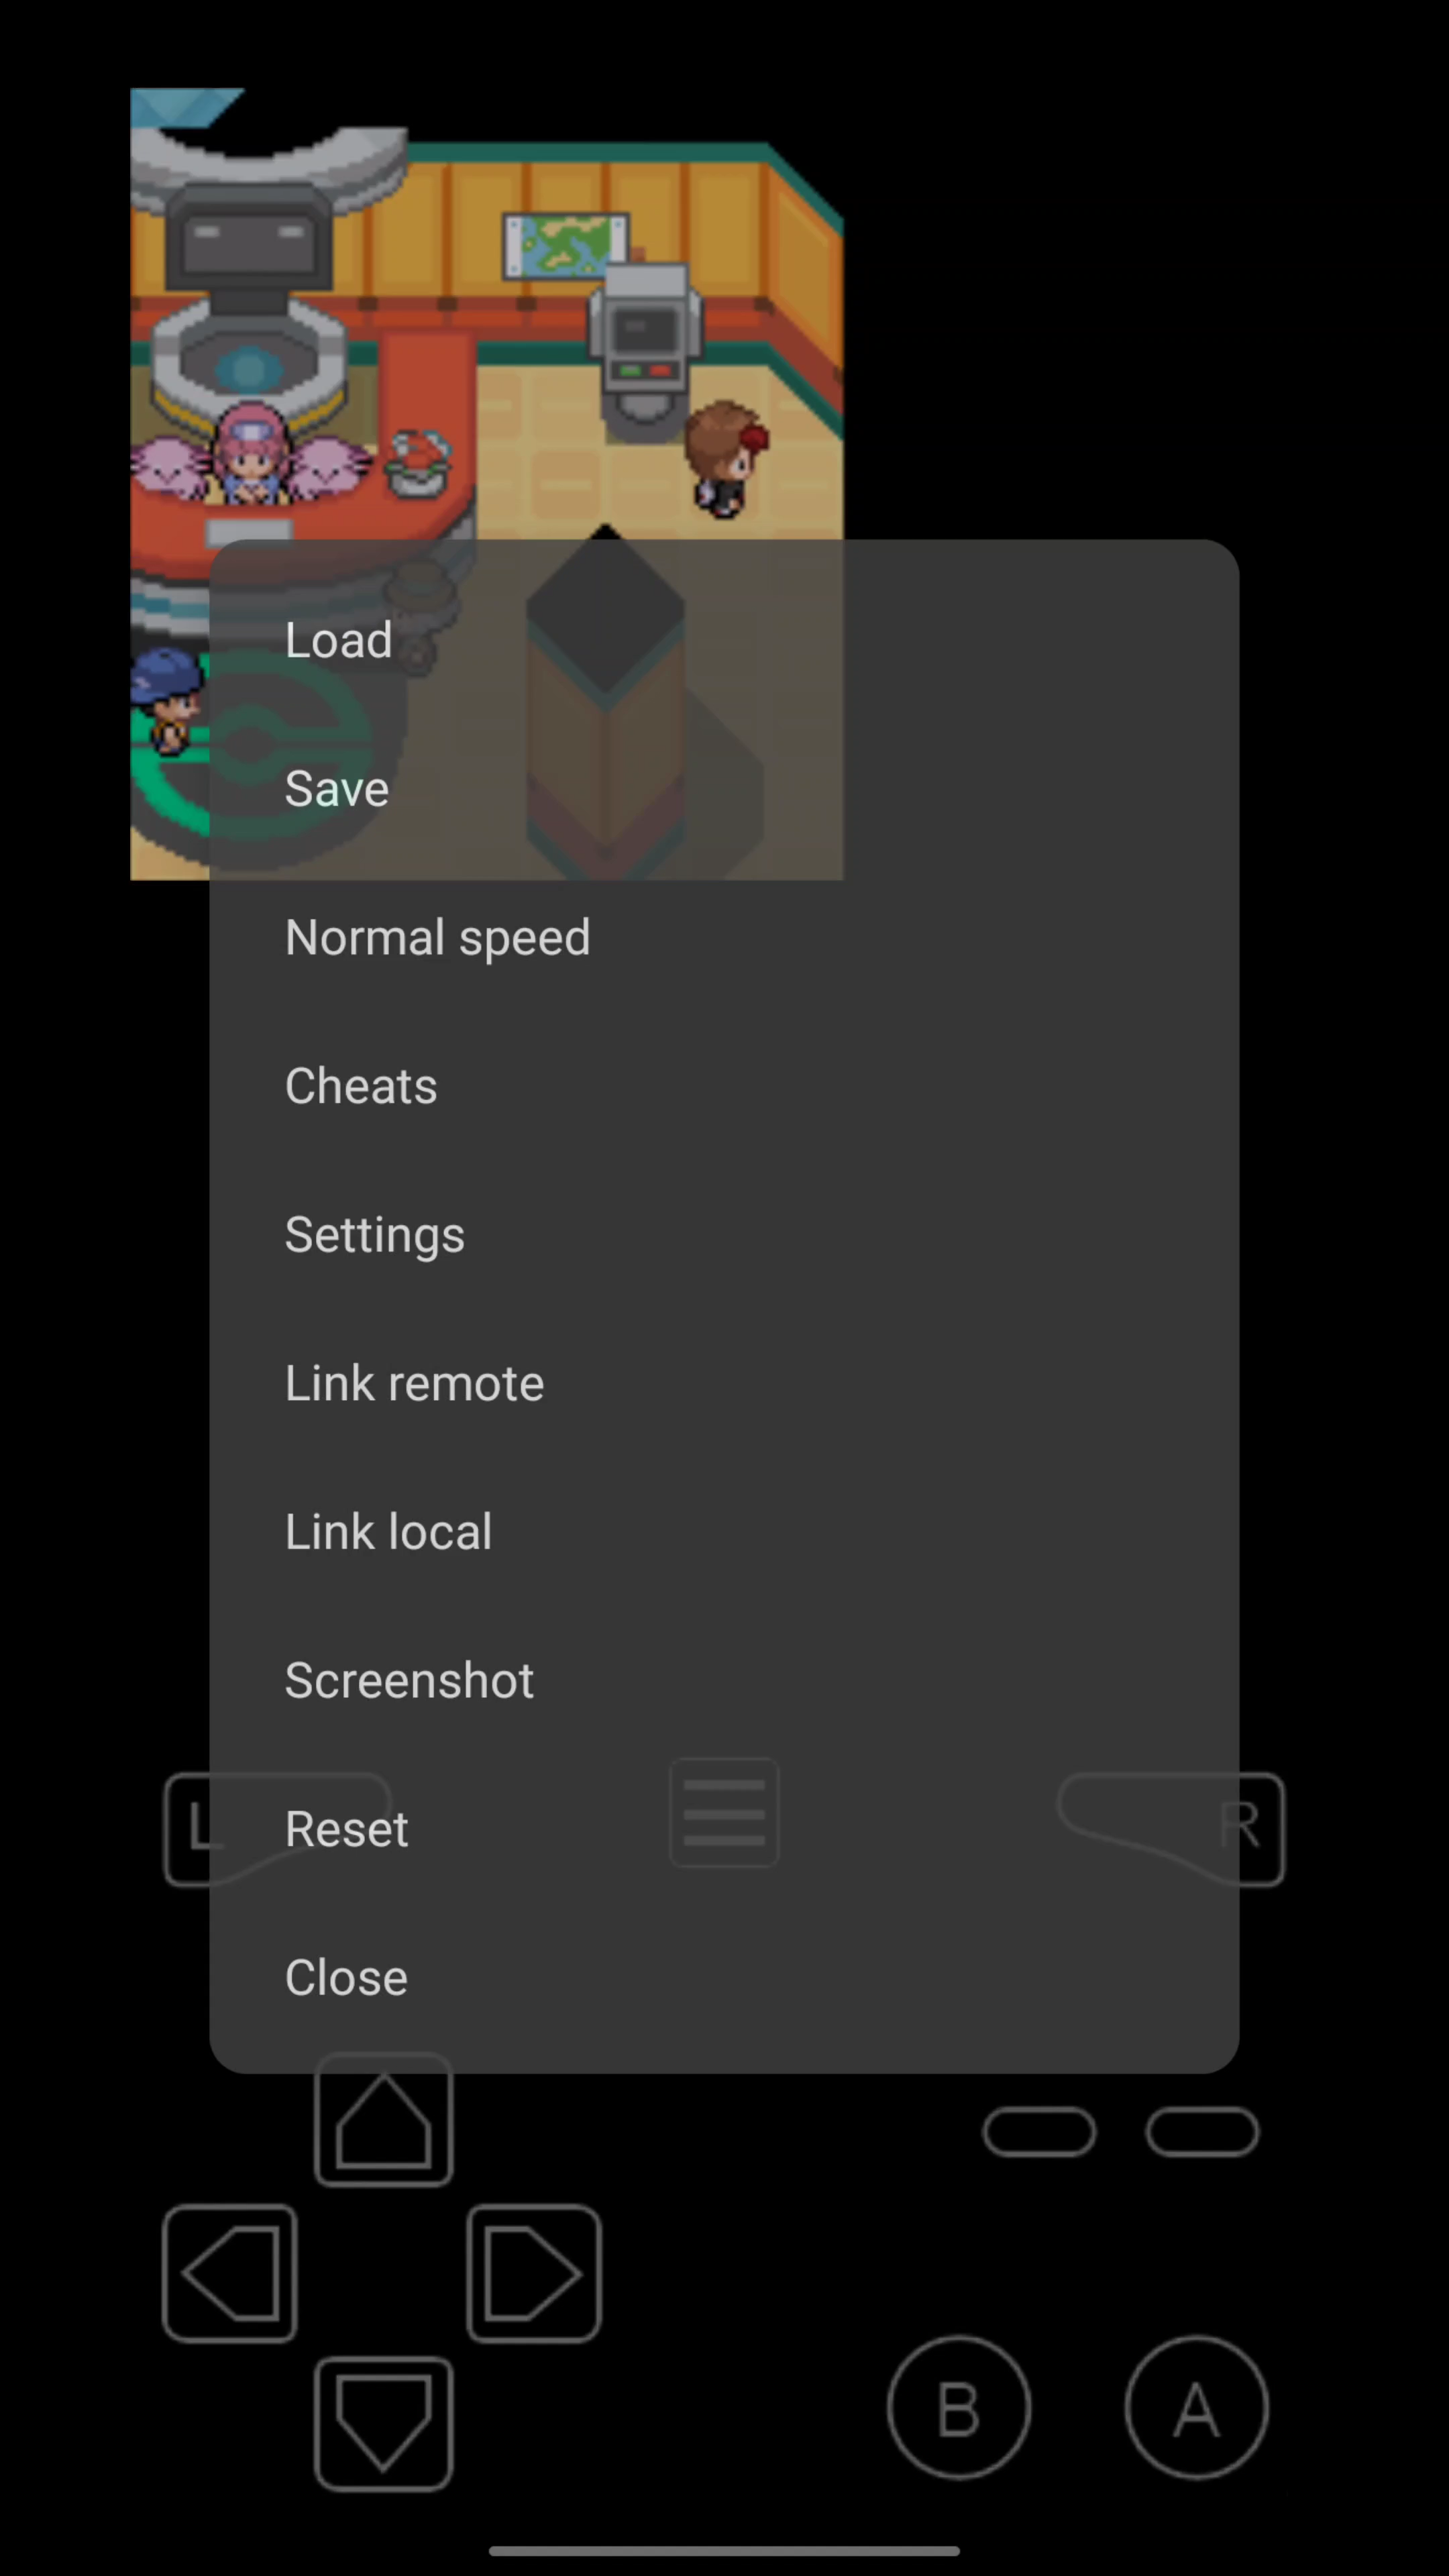 Load
Save
Normal speed
Cheats
Settings
Link remote
Link local
Screenshot
L
Reset
R
Close
B
A